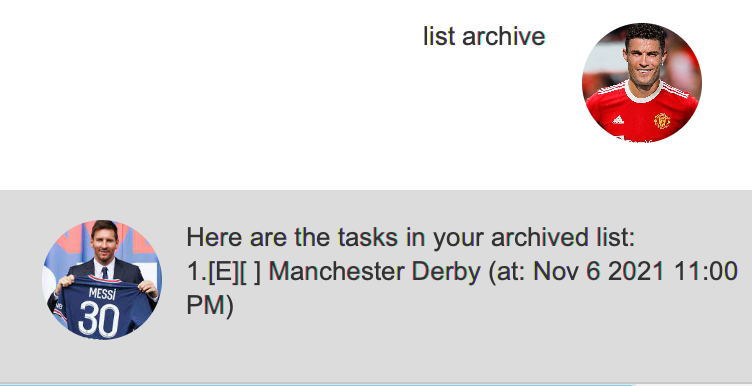 list archive
Here are the tasks in your archived list:
1.[E][ ] Manchester Derby (at: Nov 6 2021 11:00
PM)
MESSI
30